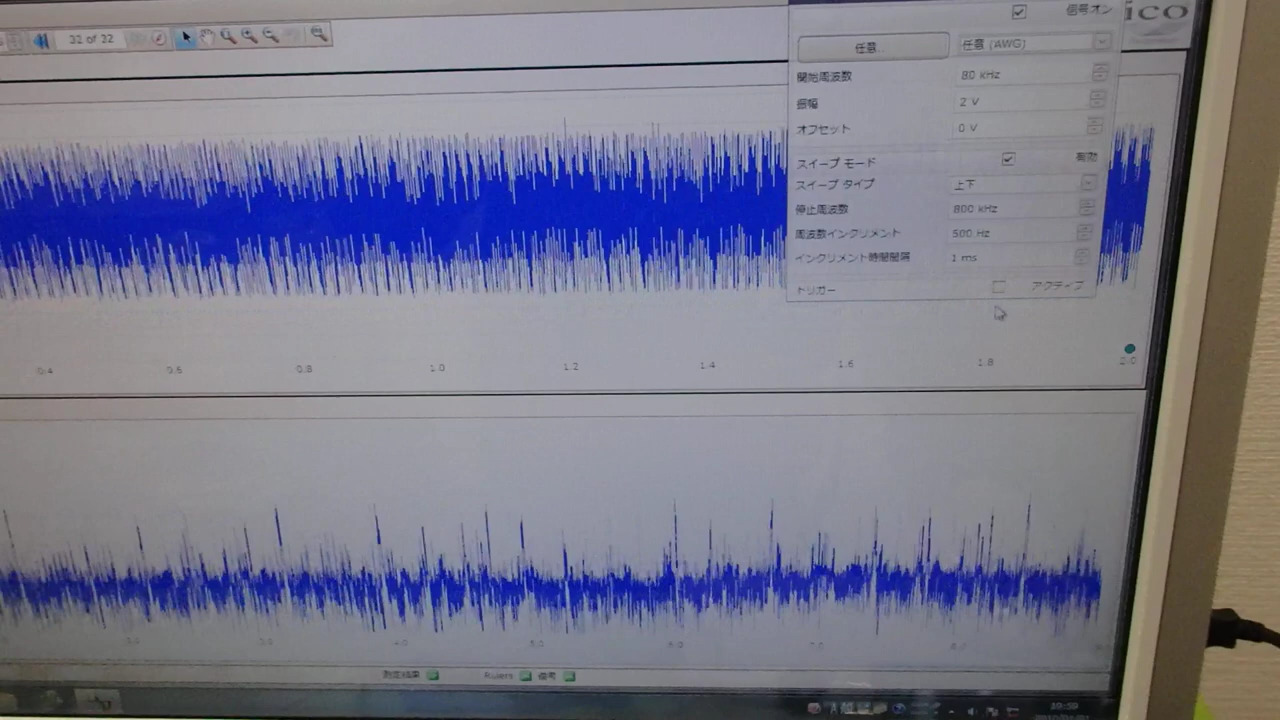 信号オン
ico
32 of 32
任意...
任意 (AWG)
開始周波数
80 kHz
振幅
2 V
オフセット
0 V
スイープ モード
有効
スイープ タイプ
上下
停止周波数
800 kHz
周波数インクリメント
500 Hz
インクリメント時間間隔
1 ms
トリガー
アクティブ
0.4 0.6 0.8 1.0 1.2 1.4 1.6 1.8 2.0
測定結果 Rulers 信号
19:59